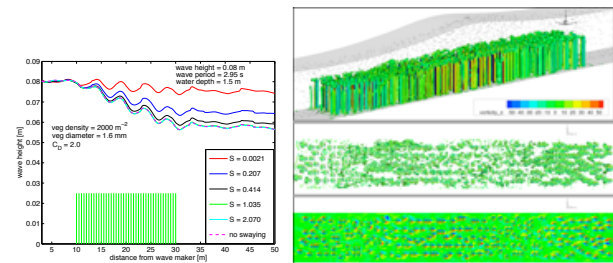 wave height = 0.08 m
wave period = 2.95 s
water depth = 1.5 m
veg density = 2000 m⁻²
veg diameter = 1.6 mm
C_D = 2.0
S = 0.0021
S = 0.207
S = 0.414
S = 1.035
S = 2.070
no swaying
wave height [m]
0.09
0.08
0.07
0.06
0.05
0.04
0.03
0.02
0.01
0
5 10 15 20 25 30 35 40 45 50
distance from wave maker [m]